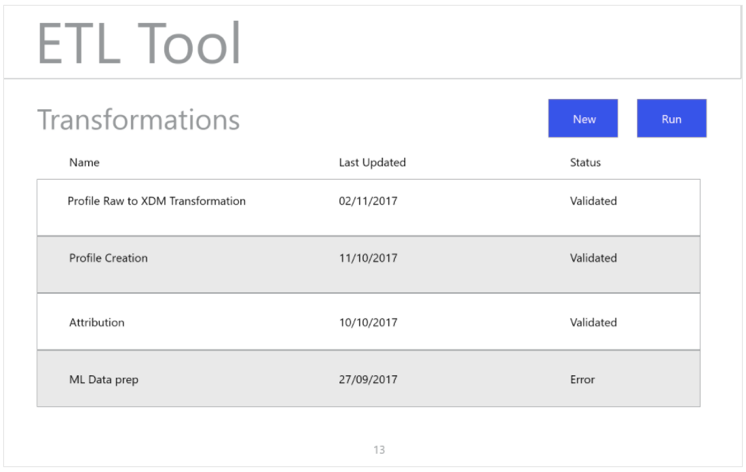 ETL Tool
Transformations New Run
Name Last Updated Status
Profile Raw to XDM Transformation 02/11/2017 Validated
Profile Creation 11/10/2017 Validated
Attribution 10/10/2017 Validated
ML Data prep 27/09/2017 Error
13